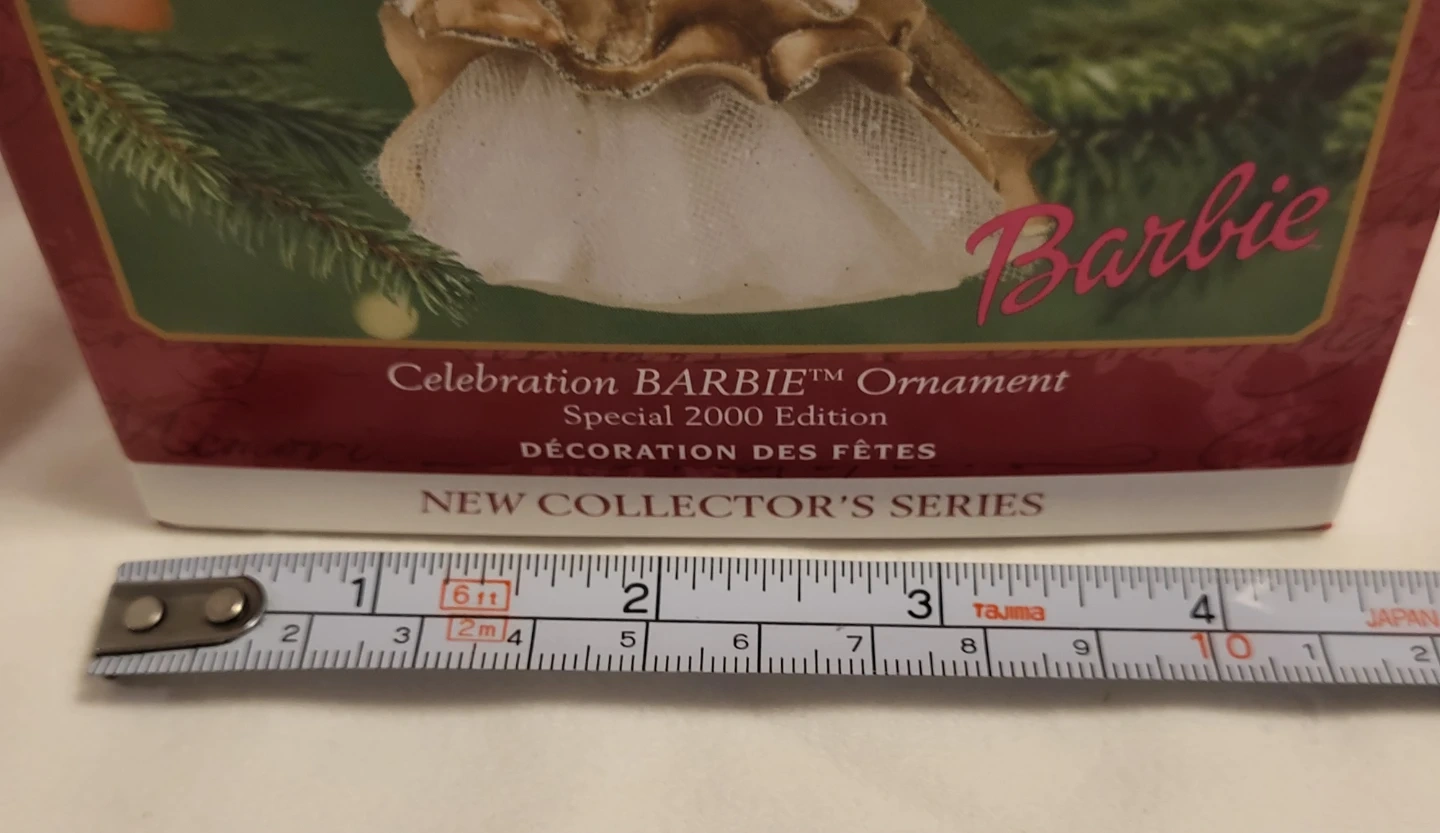 Barbie
Celebration BARBIE™ Ornament
Special 2000 Edition
DÉCORATION DES FÊTES
NEW COLLECTOR'S SERIES
1 6ft 2 3 TaJima 4 JAPAN
2 3 2m 4 5 6 7 8 9 10 1 2